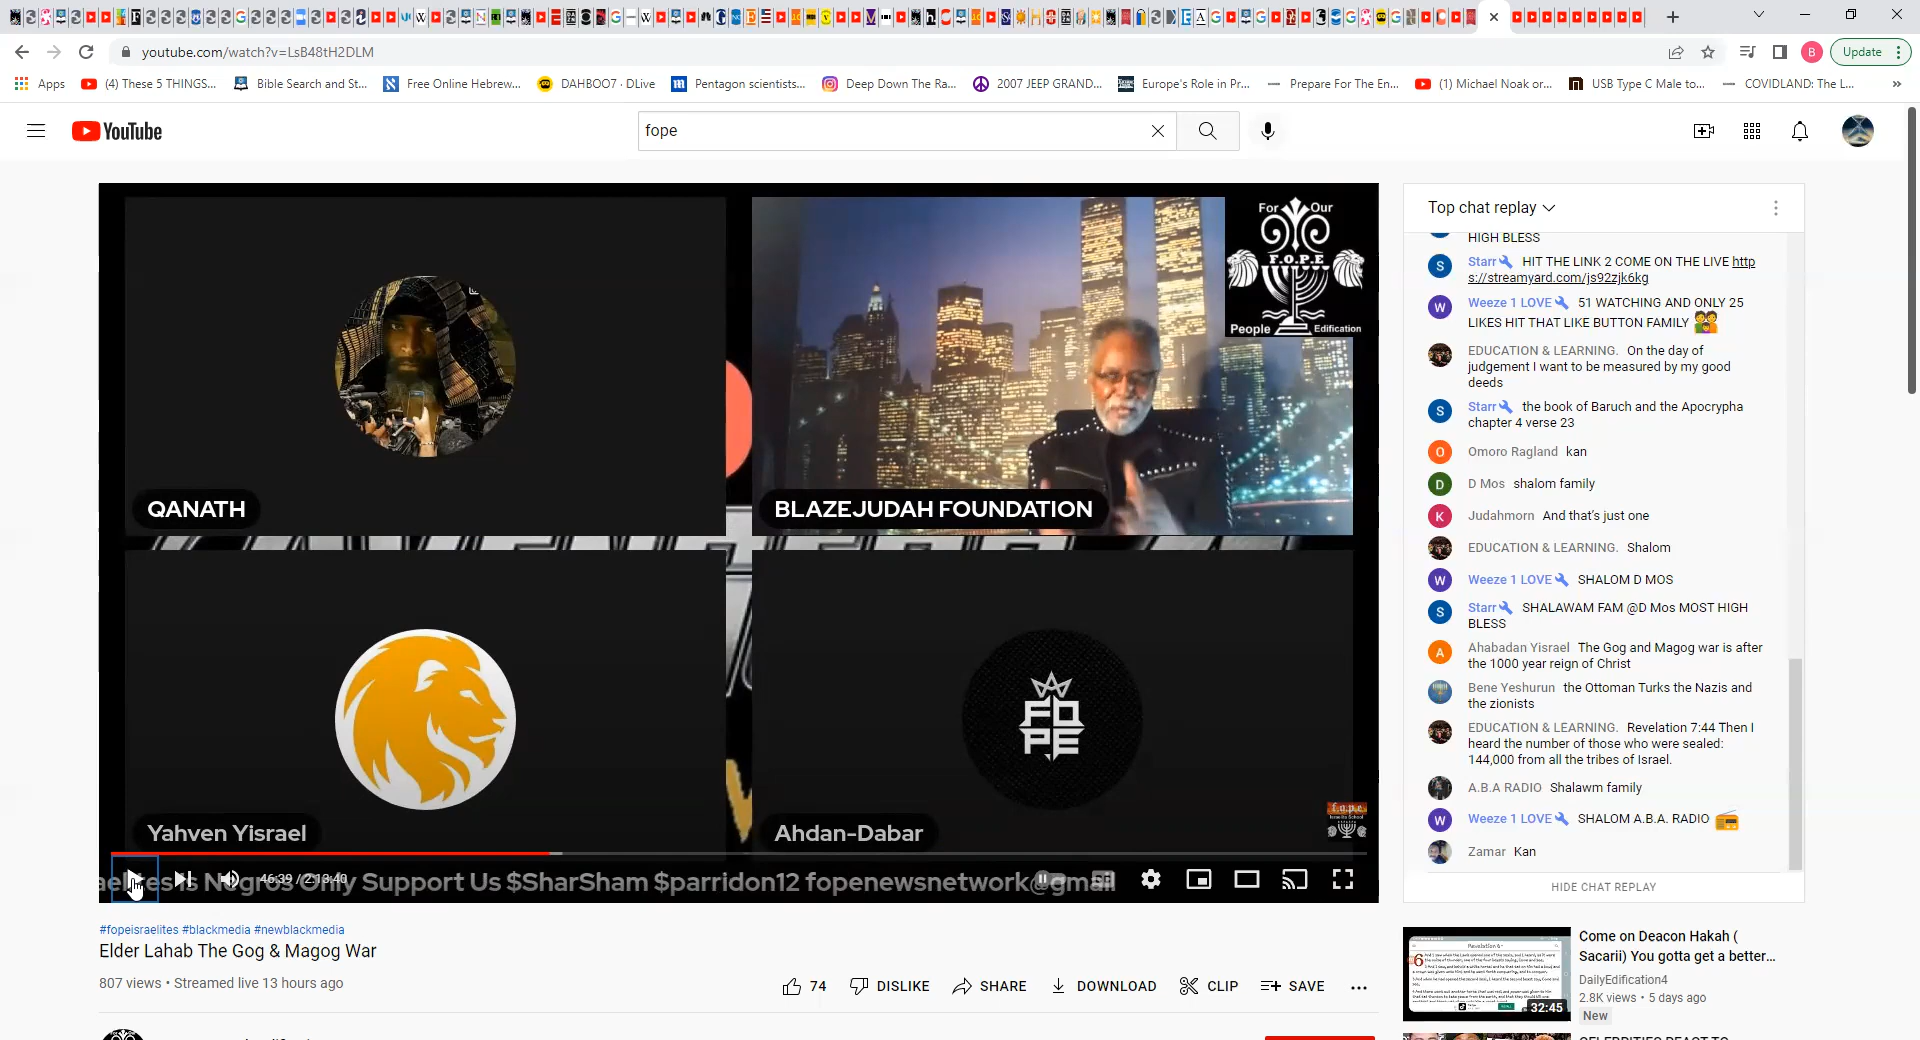 youtube.com/watch?v=LsB48tH2DLM
Update
Apps
(4) These 5 THINGS...
Bible Search and St...
Free Online Hebrew...
DAHBOO7 · DLive
Pentagon scientists...
Deep Down The Ra...
2007 JEEP GRAND...
Europe's Role in Pr...
Prepare For The En...
(1) Michael Noak or...
USB Type C Male to...
COVIDLAND: The L...
YouTube
fope
For Our
F.O.P.E
People Edification
QANATH
BLAZEJUDAH FOUNDATION
Yahven Yisrael
FOPE
Ahdan-Dabar
f.o.p.e
46:39 / 2:13:40
Negros Only Support Us $SharSham $parridon12 fopenewsnetwork@gmail
#fopeisraelites #blackmedia #newblackmedia
Elder Lahab The Gog & Magog War
807 views • Streamed live 13 hours ago
74
DISLIKE
SHARE
DOWNLOAD
CLIP
SAVE
Top chat replay
HIGH BLESS
Starr HIT THE LINK 2 COME ON THE LIVE http
s://streamyard.com/js92zjk6kg
Weeze 1 LOVE 51 WATCHING AND ONLY 25
LIKES HIT THAT LIKE BUTTON FAMILY
EDUCATION & LEARNING. On the day of
judgement I want to be measured by my good
deeds
Starr the book of Baruch and the Apocrypha
chapter 4 verse 23
Omoro Ragland kan
D Mos shalom family
Judahmorn And that's just one
EDUCATION & LEARNING. Shalom
Weeze 1 LOVE SHALOM D MOS
Starr SHALAWAM FAM @D Mos MOST HIGH
BLESS
Ahabadan Yisrael The Gog and Magog war is after
the 1000 year reign of Christ
Bene Yeshurun the Ottoman Turks the Nazis and
the zionists
EDUCATION & LEARNING. Revelation 7:44 Then I
heard the number of those who were sealed:
144,000 from all the tribes of Israel.
A.B.A RADIO Shalawm family
Weeze 1 LOVE SHALOM A.B.A. RADIO
Zamar Kan
HIDE CHAT REPLAY
32:45
Come on Deacon Hakah (
Sacarii) You gotta get a better...
DailyEdification4
2.8K views • 5 days ago
New
CELEBRITIES REACT TO